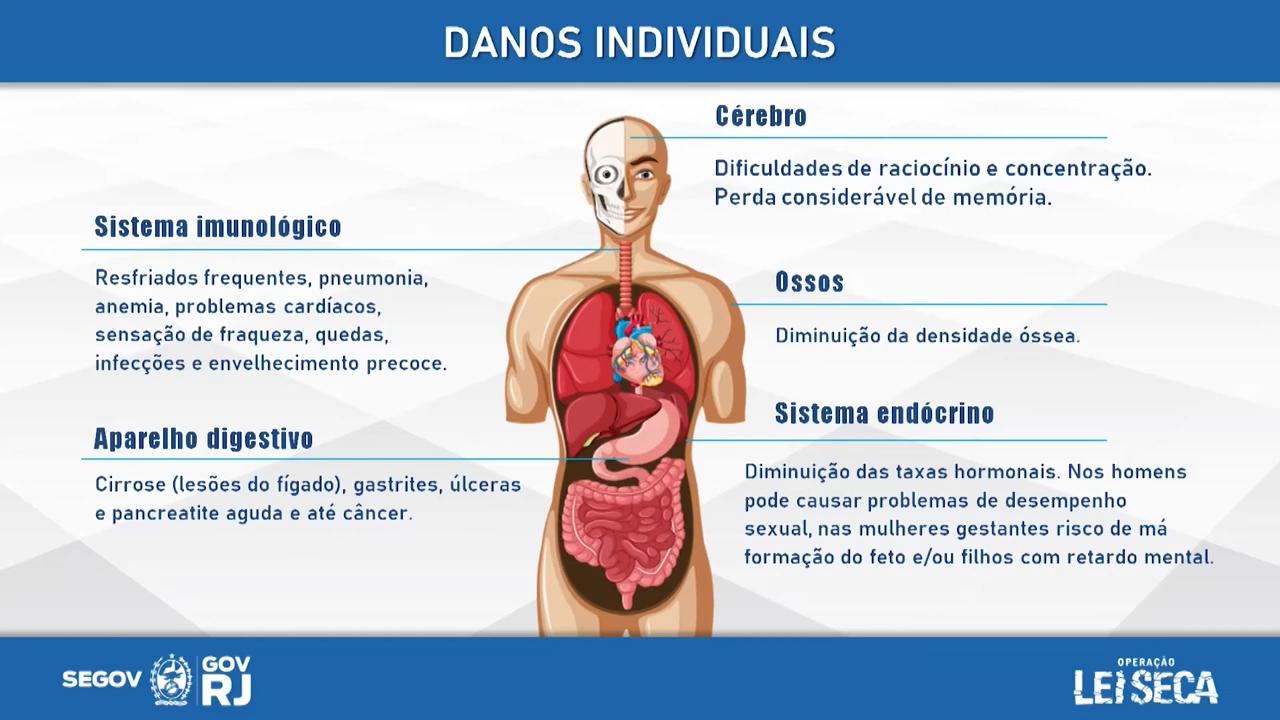 DANOS INDIVIDUAIS
Cérebro
Dificuldades de raciocínio e concentração.
Perda considerável de memória.
Sistema imunológico
Resfriados frequentes, pneumonia,
anemia, problemas cardíacos,
sensação de fraqueza, quedas,
infecções e envelhecimento precoce.
Ossos
Diminuição da densidade óssea.
Aparelho digestivo
Cirrose (lesões do fígado), gastrites, úlceras
e pancreatite aguda e até câncer.
Sistema endócrino
Diminuição das taxas hormonais. Nos homens
pode causar problemas de desempenho
sexual, nas mulheres gestantes risco de má
formação do feto e/ou filhos com retardo mental.
SEGOV
GOV
RJ
OPERAÇÃO
LEI SECA